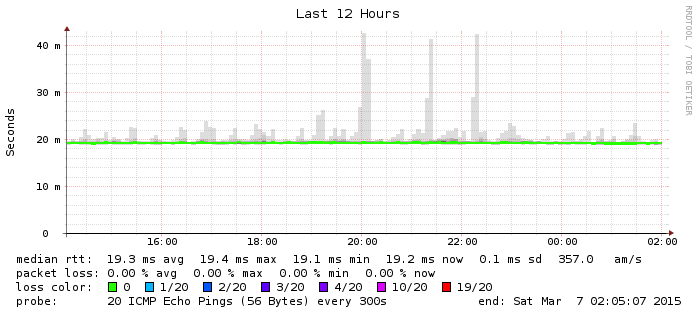 Last 12 Hours
RRDTOOL / TOBI OETIKER
Seconds
40 m
30 m
20 m
10 m
0
16:00 18:00 20:00 22:00 00:00 02:00
median rtt: 19.3 ms avg 19.4 ms max 19.1 ms min 19.2 ms now 0.1 ms sd 357.0 am/s
packet loss: 0.00 % avg 0.00 % max 0.00 % min 0.00 % now
loss color: 0 1/20 2/20 3/20 4/20 10/20 19/20
probe: 20 ICMP Echo Pings (56 Bytes) every 300s end: Sat Mar 7 02:05:07 2015